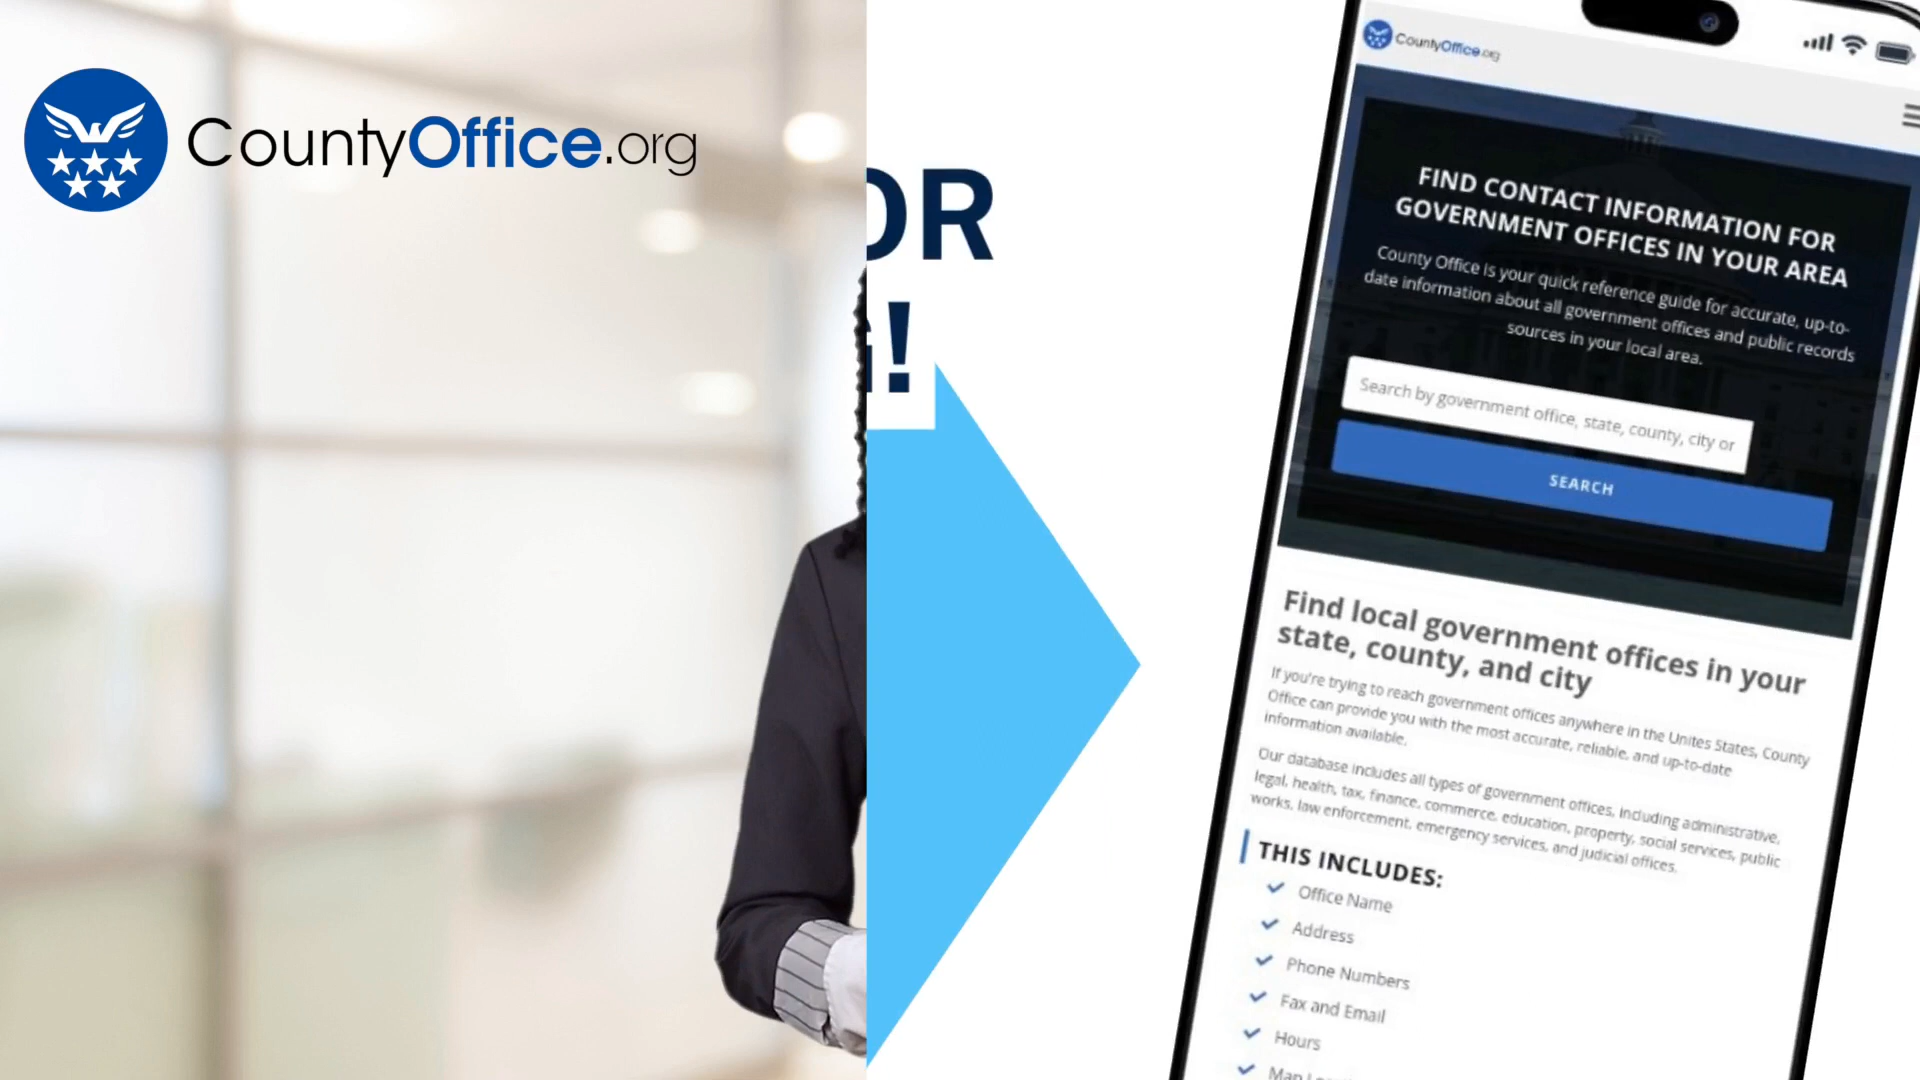 CountyOffice.org
OR
!
CountyOffice.org
FIND CONTACT INFORMATION FOR
GOVERNMENT OFFICES IN YOUR AREA
County Office is your quick reference guide for accurate, up-to-
date information about all government offices and public records
sources in your local area.
Search by government office, state, county, city or
SEARCH
Find local government offices in your
state, county, and city
If you're trying to reach government offices anywhere in the Unites States, County
Office can provide you with the most accurate, reliable, and up-to-date
information available.
Our database includes all types of government offices, including administrative,
legal, health, tax, finance, commerce, education, property, social services, public
works, law enforcement, emergency services, and judicial offices.
THIS INCLUDES:
Office Name
Address
Phone Numbers
Fax and Email
Hours
Map